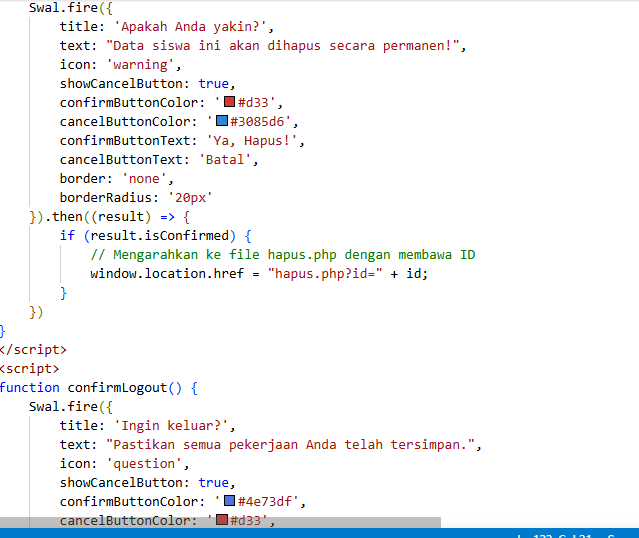 Swal.fire({
title: 'Apakah Anda yakin?',
text: "Data siswa ini akan dihapus secara permanen!",
icon: 'warning',
showCancelButton: true,
confirmButtonColor: '#d33',
cancelButtonColor: '#3085d6',
confirmButtonText: 'Ya, Hapus!',
cancelButtonText: 'Batal',
border: 'none',
borderRadius: '20px'
}).then((result) => {
if (result.isConfirmed) {
// Mengarahkan ke file hapus.php dengan membawa ID
window.location.href = "hapus.php?id=" + id;
}
})
}
</script>
<script>
function confirmLogout() {
Swal.fire({
title: 'Ingin keluar?',
text: "Pastikan semua pekerjaan Anda telah tersimpan.",
icon: 'question',
showCancelButton: true,
confirmButtonColor: '#4e73df',
cancelButtonColor: '#d33',